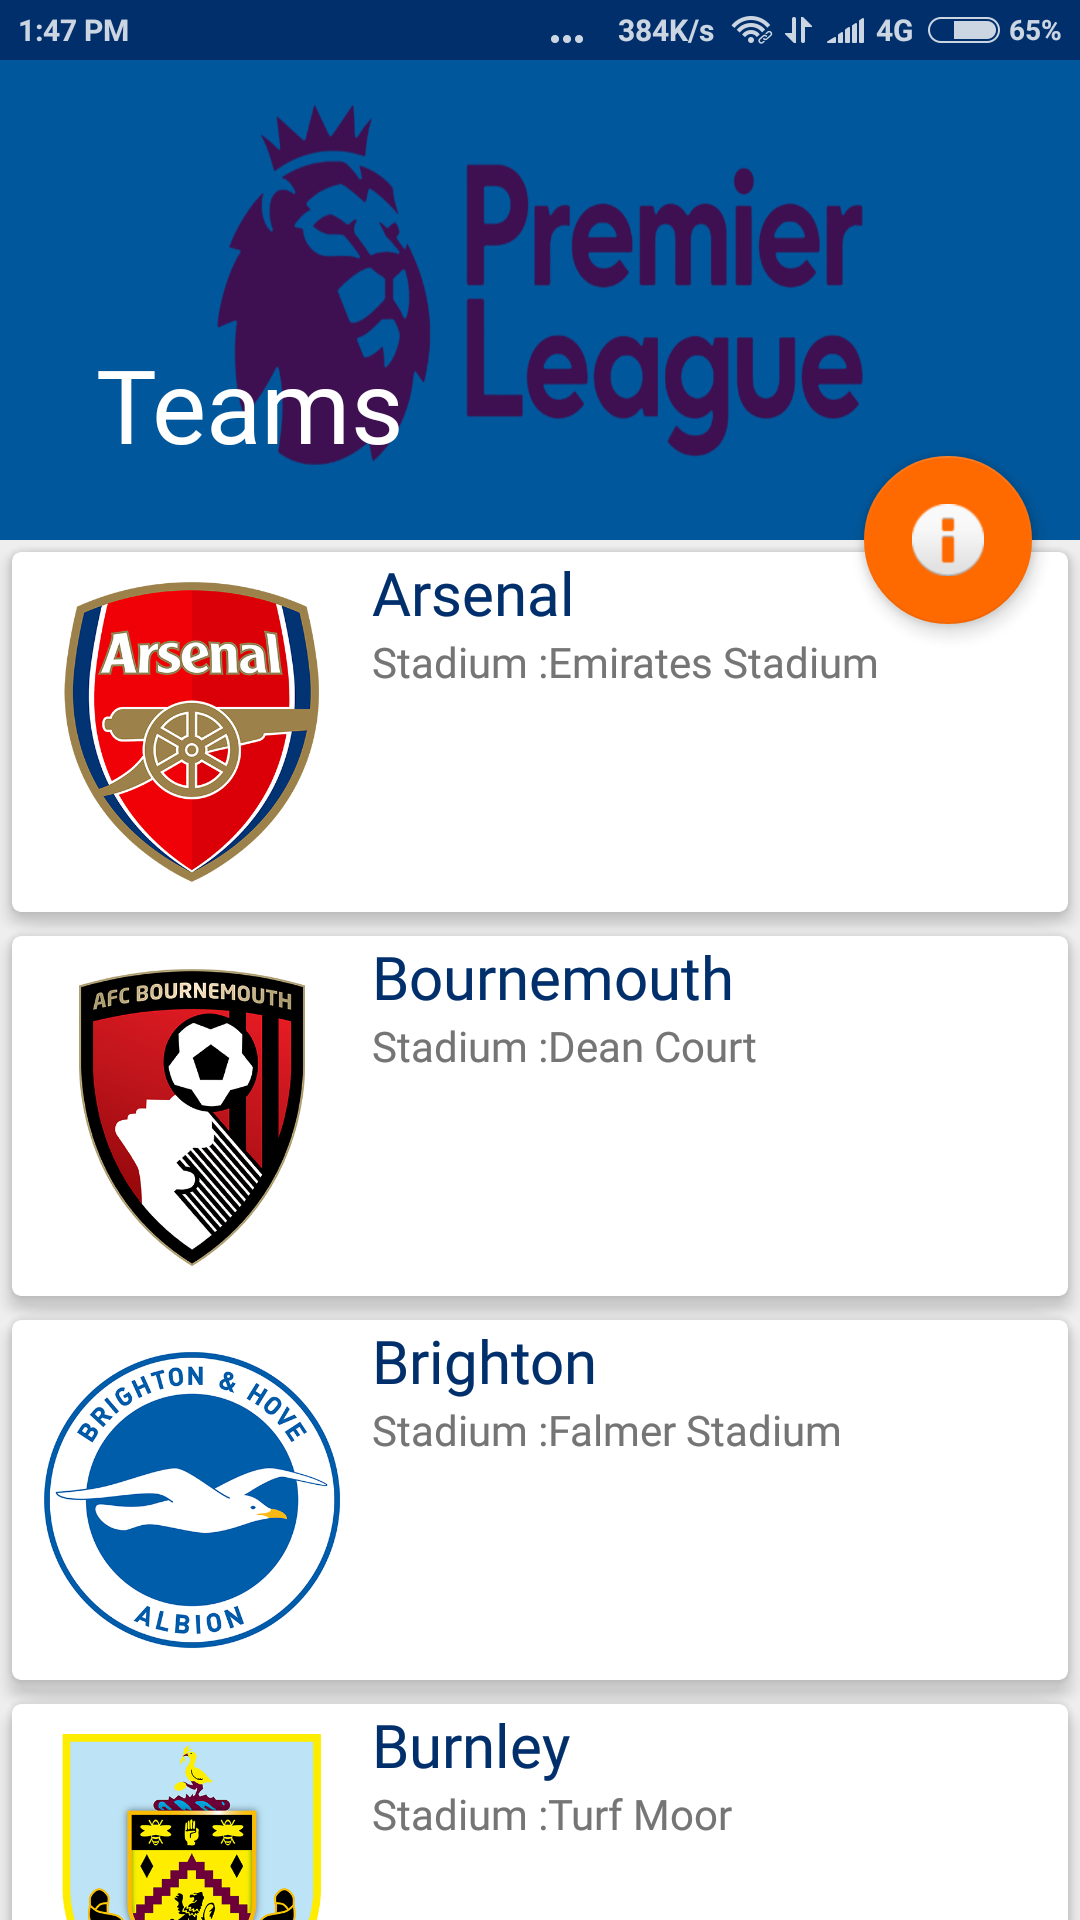 1:47 PM ... 384K/s 4G 65%
Premier
League
Teams
Arsenal
Stadium :Emirates Stadium
Arsenal
Bournemouth
Stadium :Dean Court
AFC BOURNEMOUTH
Brighton
Stadium :Falmer Stadium
BRIGHTON & HOVE
ALBION
Burnley
Stadium :Turf Moor